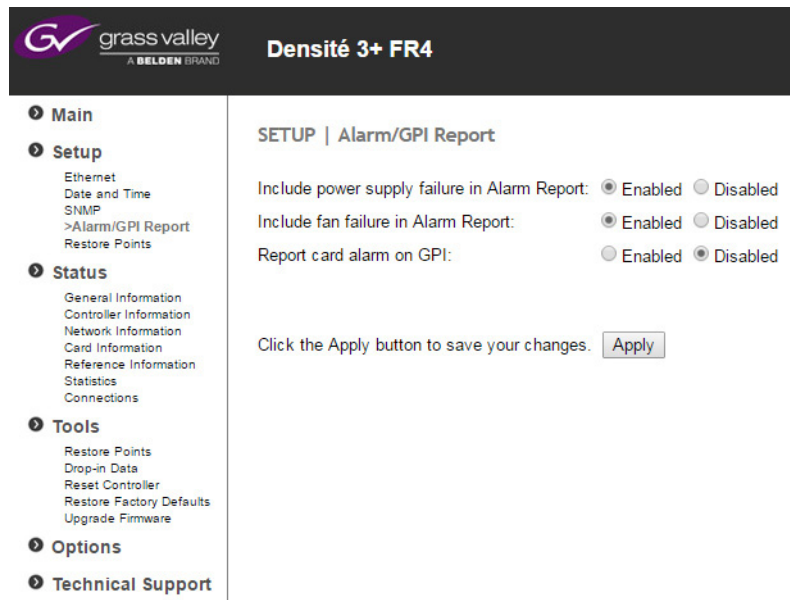 GV grass valley
A BELDEN BRAND
Densité 3+ FR4
Main
Setup
Ethernet
Date and Time
SNMP
>Alarm/GPI Report
Restore Points
Status
General Information
Controller Information
Network Information
Card Information
Reference Information
Statistics
Connections
Tools
Restore Points
Drop-in Data
Reset Controller
Restore Factory Defaults
Upgrade Firmware
Options
Technical Support
SETUP | Alarm/GPI Report
Include power supply failure in Alarm Report: Enabled Disabled
Include fan failure in Alarm Report: Enabled Disabled
Report card alarm on GPI: Enabled Disabled
Click the Apply button to save your changes. Apply